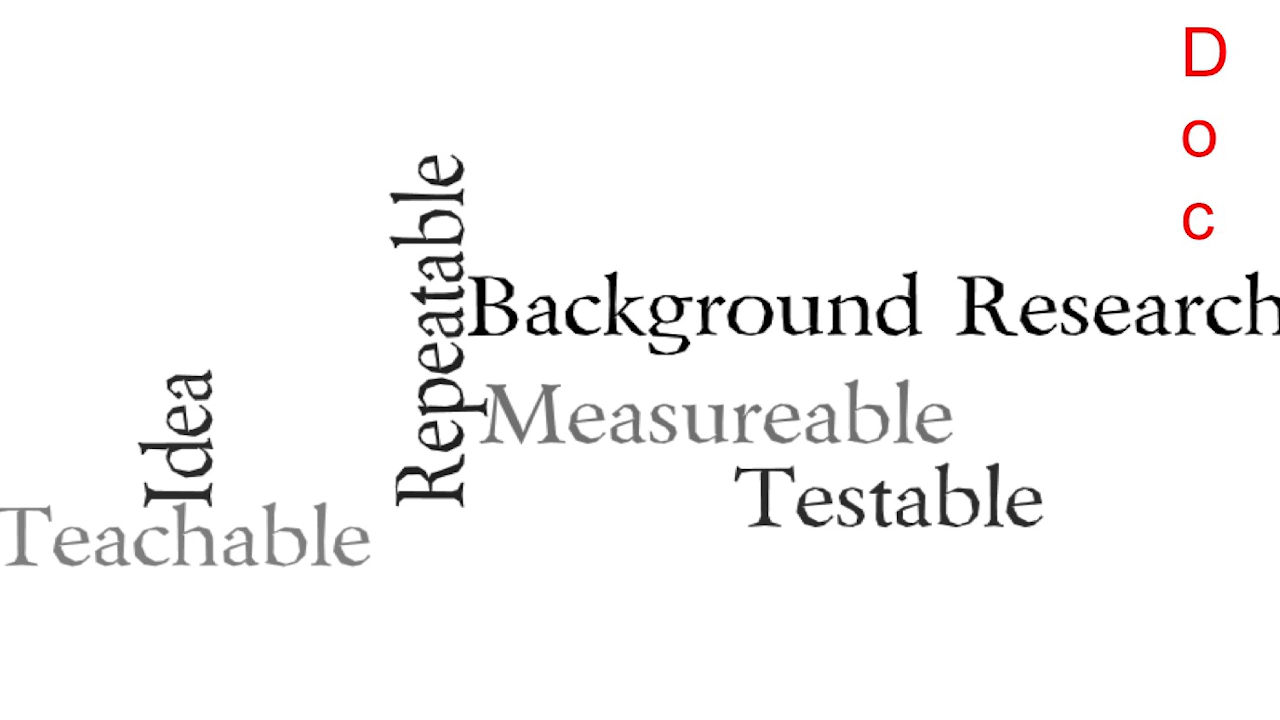 Doc
Repeatable
Background Research
Idea
Measureable
Testable
Teachable